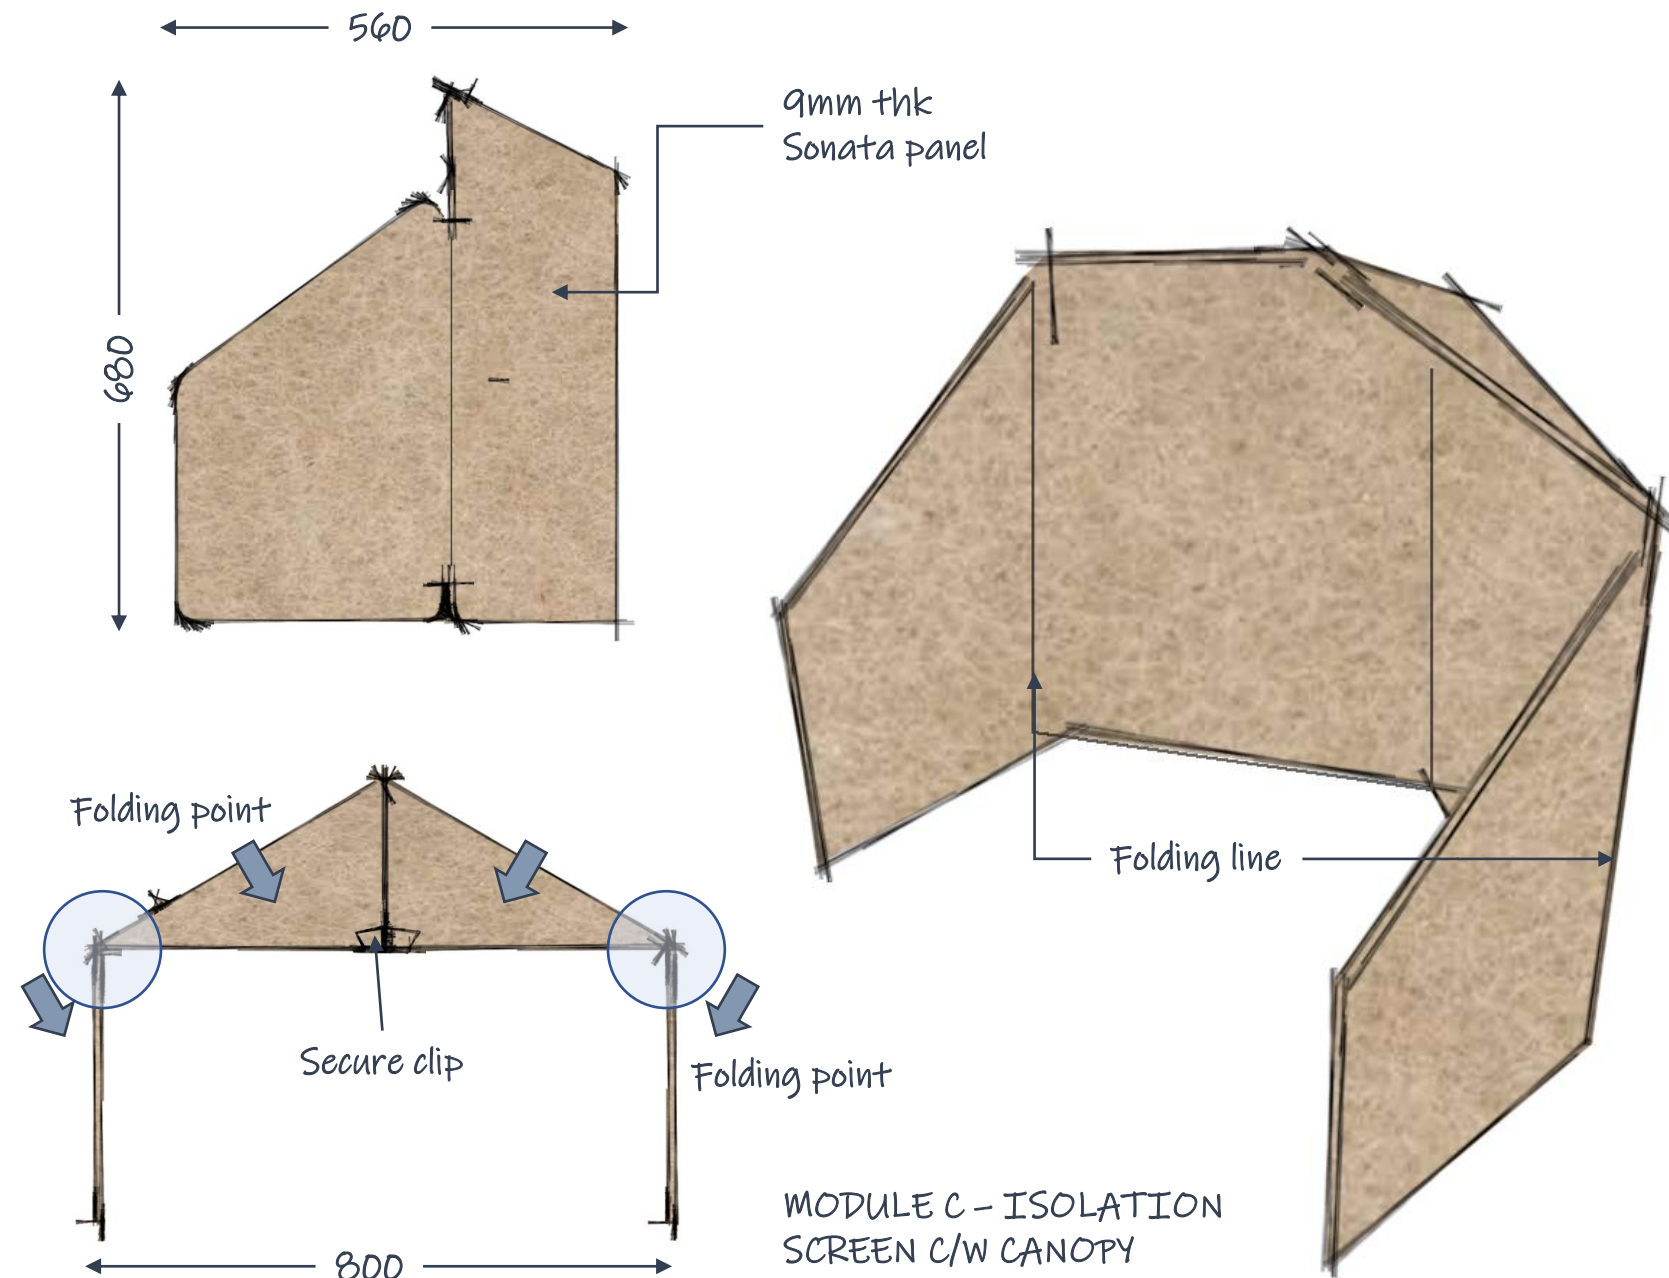 560
9mm thk
Sonata panel
680
Folding point
Folding line
Secure clip
Folding point
MODULE C - ISOLATION
SCREEN C/W CANOPY
800